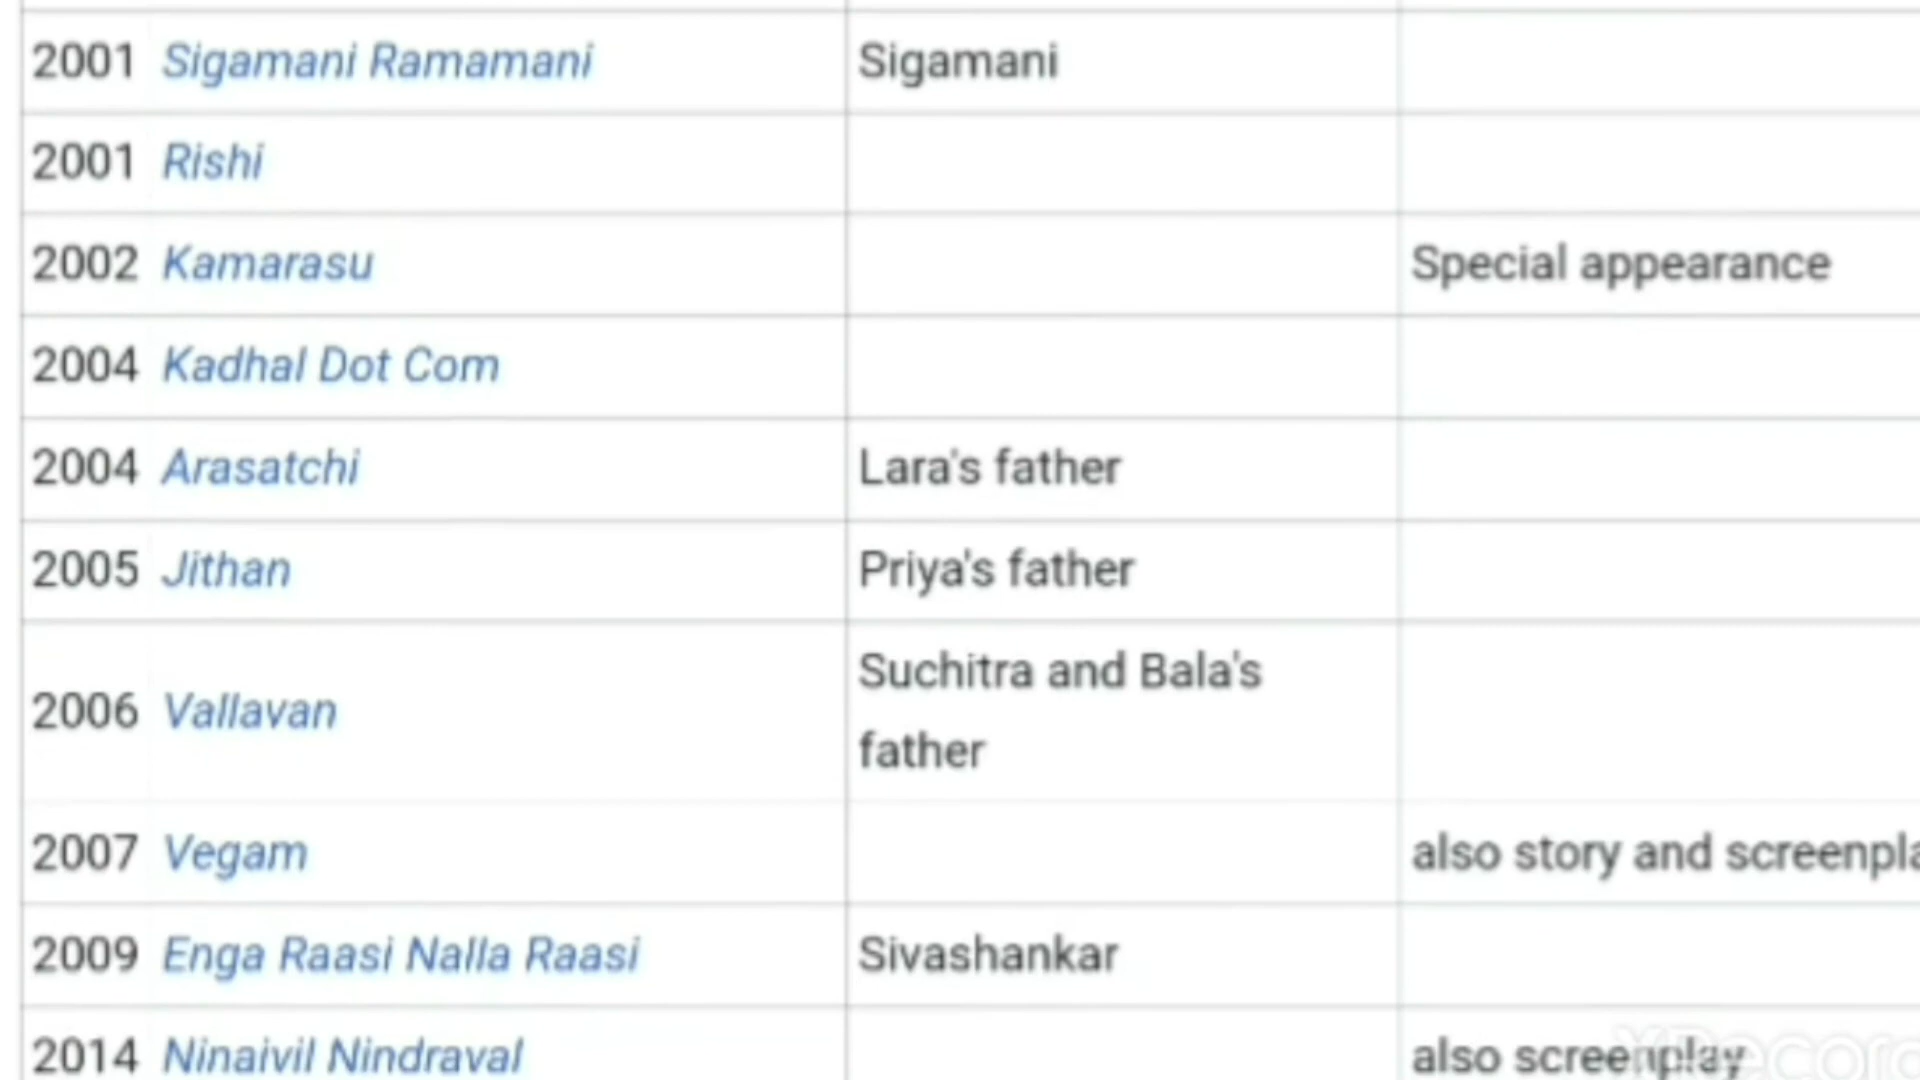 2001 Sigamani Ramamani Sigamani
2001 Rishi
2002 Kamarasu Special appearance
2004 Kadhal Dot Com
2004 Arasatchi Lara's father
2005 Jithan Priya's father
2006 Vallavan Suchitra and Bala's
father
2007 Vegam also story and
2009 Enga Raasi Nalla Raasi Sivashankar
2014 Ninaivil Nindraval also screenplay